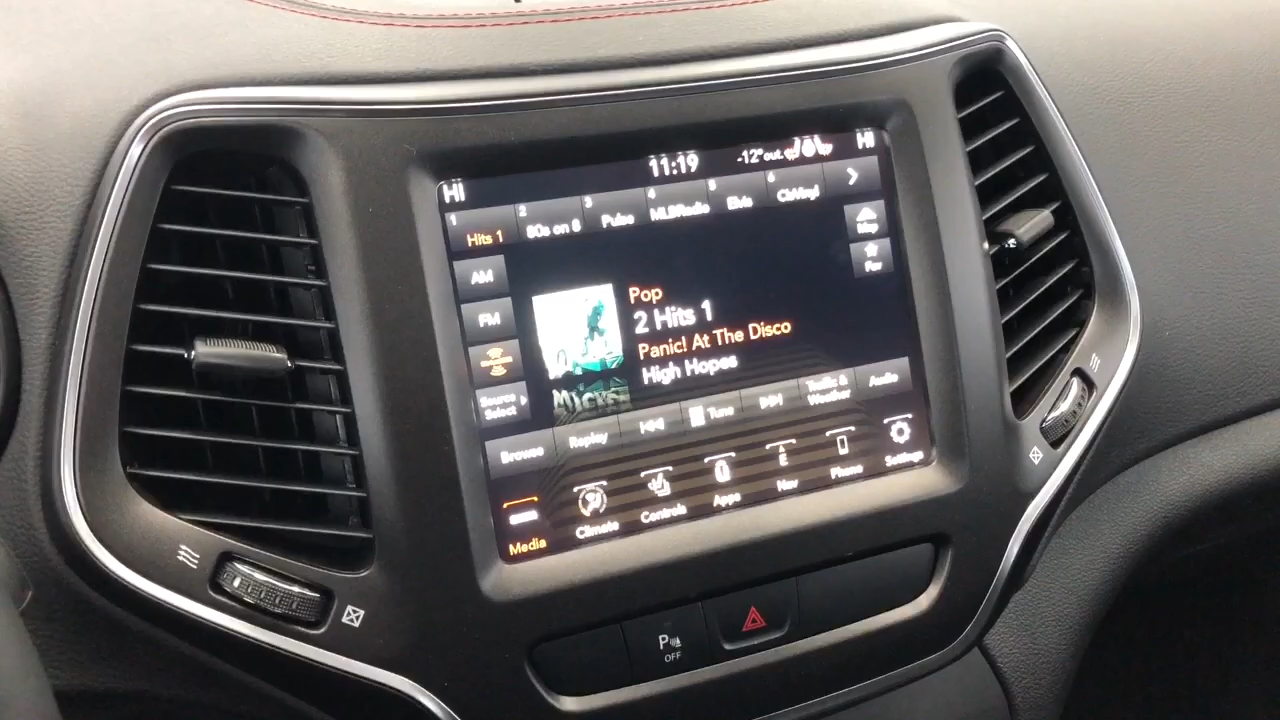 HI 11:19 -12°out. HI
1 Hits 1
2 80s on 8
3 Pulse
4 MLBRadio
5 Elvis
6 ClsVinyl
Map
Fav
AM
FM
Source
Select
Pop
2 Hits 1
Panic! At The Disco
High Hopes
Browse
Replay
Tune
Traffic &
Weather
Audio
Media
Climate
Controls
Apps
E
Nav
Phone
Settings
P
OFF